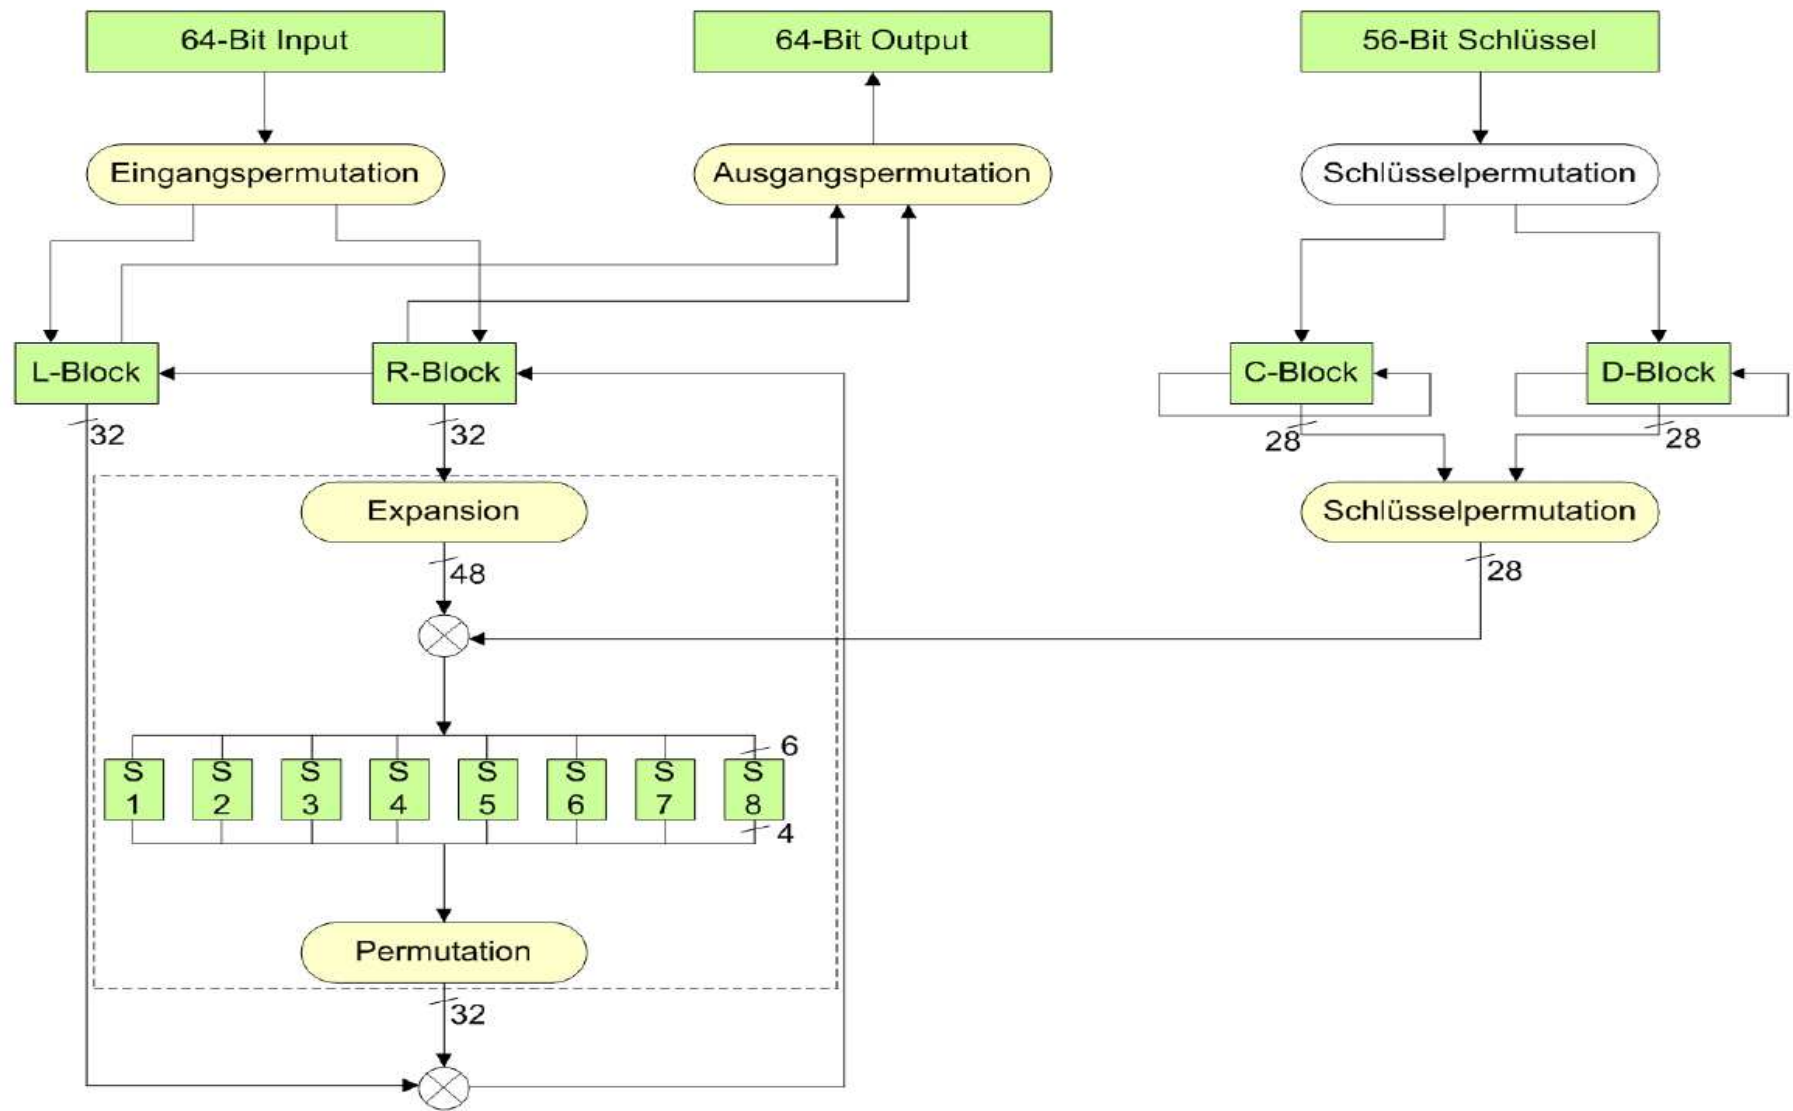 64-Bit Input
64-Bit Output
56-Bit Schlüssel
Eingangspermutation
Ausgangspermutation
Schlüsselpermutation
L-Block
R-Block
C-Block
D-Block
32
32
28
28
Expansion
Schlüsselpermutation
48
28
6
S
1
S
2
S
3
S
4
S
5
S
6
S
7
S
8
4
Permutation
32